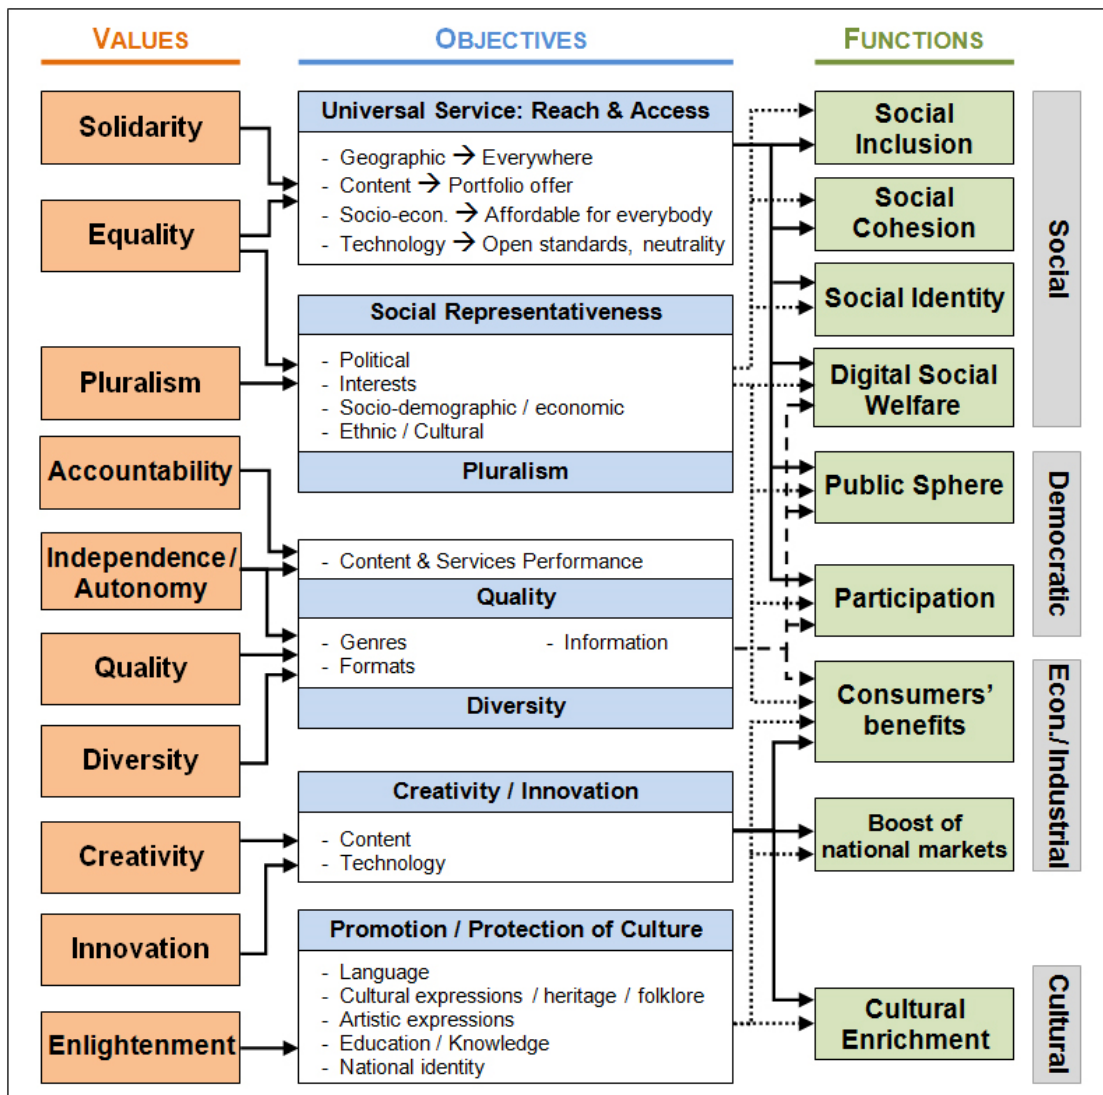 VALUES
Solidarity
Equality
Pluralism
Accountability
Independence/
Autonomy
Quality
Diversity
Creativity
Innovation
Enlightenment
OBJECTIVES
Universal Service: Reach & Access
- Geographic → Everywhere
- Content → Portfolio offer
- Socio-econ. → Affordable for everybody
- Technology → Open standards, neutrality
Social Representativeness
- Political
- Interests
- Socio-demographic / economic
- Ethnic / Cultural
Pluralism
- Content & Services Performance
Quality
- Genres - Information
- Formats
Diversity
Creativity / Innovation
- Content
- Technology
Promotion / Protection of Culture
- Language
- Cultural expressions / heritage / folklore
- Artistic expressions
- Education / Knowledge
- National identity
FUNCTIONS
Social
Inclusion
Social
Cohesion
Social Identity
Digital Social
Welfare
Public Sphere
Participation
Consumers'
benefits
Boost of
national markets
Cultural
Enrichment
Social
Democratic
Econ./Industrial
Cultural